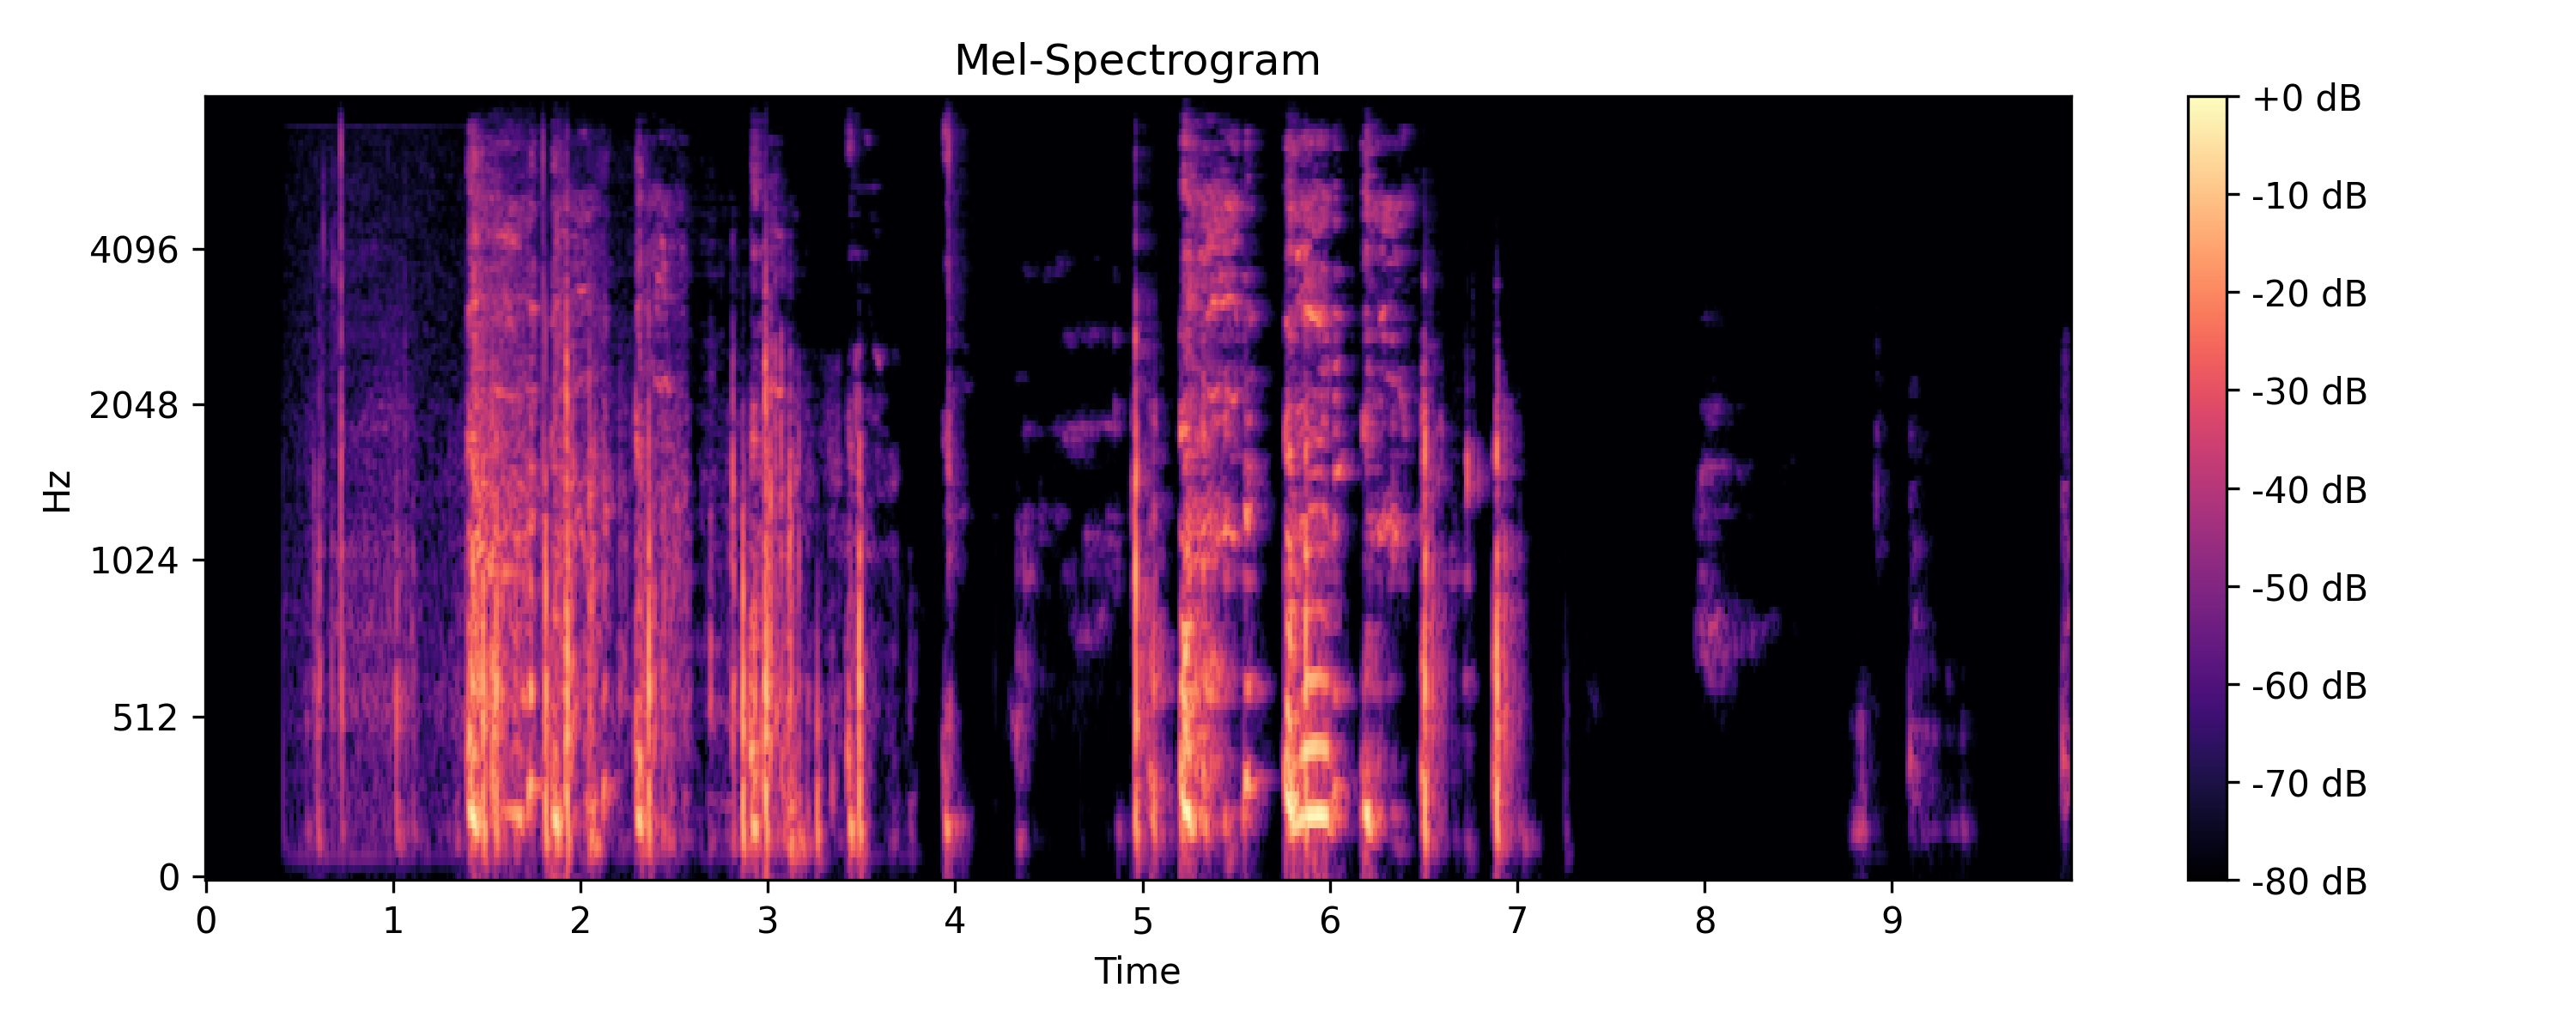 Mel-Spectrogram
+0 dB
-10 dB
-20 dB
-30 dB
-40 dB
-50 dB
-60 dB
-70 dB
-80 dB
Hz
4096
2048
1024
512
0
0 1 2 3 4 5 6 7 8 9
Time